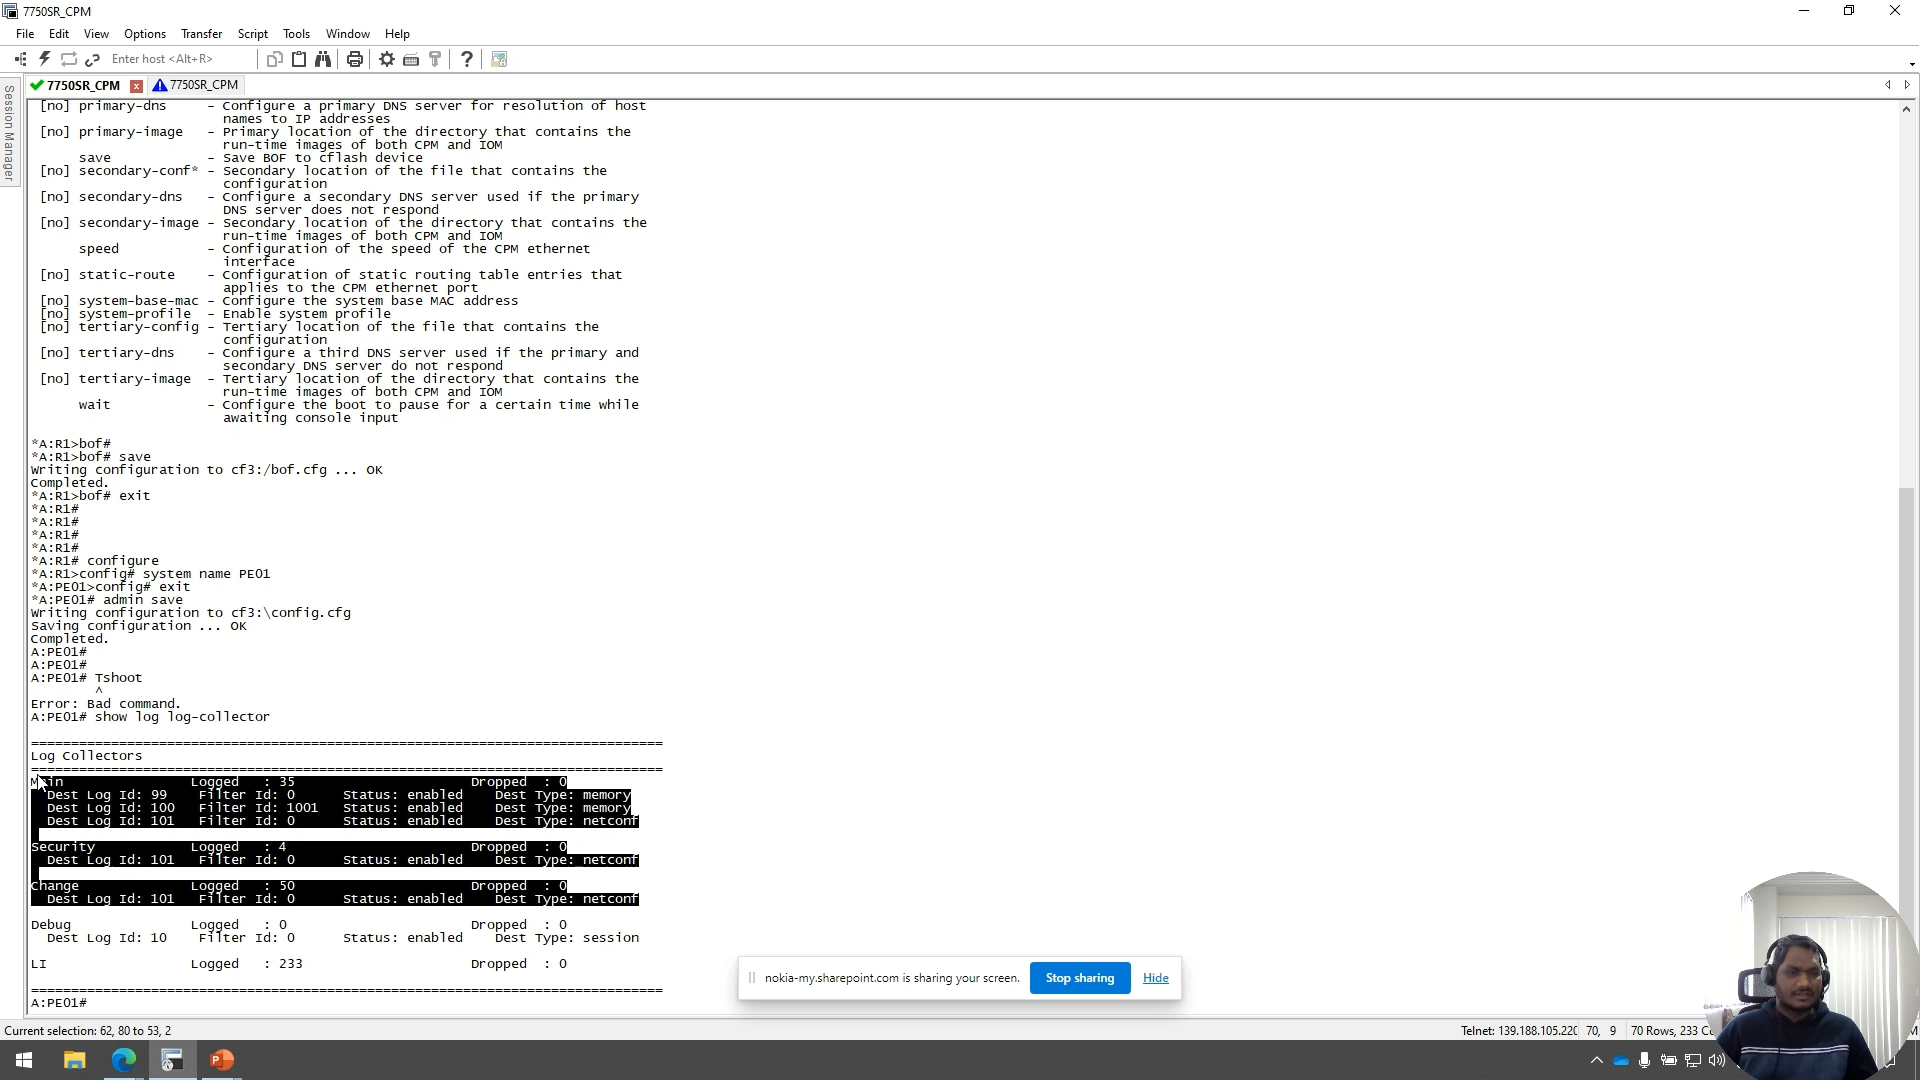 7750SR_CPM
File Edit View Options Transfer Script Tools Window Help
Enter host <Alt+R>
7750SR_CPM 7750SR_CPM
Session Manager
[no] primary-dns - Configure a primary DNS server for resolution of host
names to IP addresses
[no] primary-image - Primary location of the directory that contains the
run-time images of both CPM and IOM
save - Save BOF to cflash device
[no] secondary-conf* - Secondary location of the file that contains the
configuration
[no] secondary-dns - Configure a secondary DNS server used if the primary
DNS server does not respond
[no] secondary-image - Secondary location of the directory that contains the
run-time images of both CPM and IOM
speed - Configuration of the speed of the CPM ethernet
interface
[no] static-route - Configuration of static routing table entries that
applies to the CPM ethernet port
[no] system-base-mac - Configure the system base MAC address
[no] system-profile - Enable system profile
[no] tertiary-config - Tertiary location of the file that contains the
configuration
[no] tertiary-dns - Configure a third DNS server used if the primary and
secondary DNS server do not respond
[no] tertiary-image - Tertiary location of the directory that contains the
run-time images of both CPM and IOM
wait - Configure the boot to pause for a certain time while
awaiting console input
*A:R1>bof#
*A:R1>bof# save
Writing configuration to cf3:/bof.cfg ... OK
Completed.
*A:R1>bof# exit
*A:R1#
*A:R1#
*A:R1#
*A:R1#
*A:R1# configure
*A:R1>config# system name PE01
*A:PE01>config# exit
*A:PE01# admin save
Writing configuration to cf3:\config.cfg
Saving configuration ... OK
Completed.
A:PE01#
A:PE01#
A:PE01# Tshoot
^
Error: Bad command.
A:PE01# show log log-collector
===============================================================================
Log Collectors
===============================================================================
Main Logged : 35 Dropped : 0
Dest Log Id: 99 Filter Id: 0 Status: enabled Dest Type: memory
Dest Log Id: 100 Filter Id: 1001 Status: enabled Dest Type: memory
Dest Log Id: 101 Filter Id: 0 Status: enabled Dest Type: netconf
Security Logged : 4 Dropped : 0
Dest Log Id: 101 Filter Id: 0 Status: enabled Dest Type: netconf
Change Logged : 50 Dropped : 0
Dest Log Id: 101 Filter Id: 0 Status: enabled Dest Type: netconf
Debug Logged : 0 Dropped : 0
Dest Log Id: 10 Filter Id: 0 Status: enabled Dest Type: session
LI Logged : 233 Dropped : 0
===============================================================================
A:PE01#
nokia-my.sharepoint.com is sharing your screen. Stop sharing Hide
Current selection: 62, 80 to 53, 2 Telnet: 139.188.105.220 70, 9 70 Rows, 233